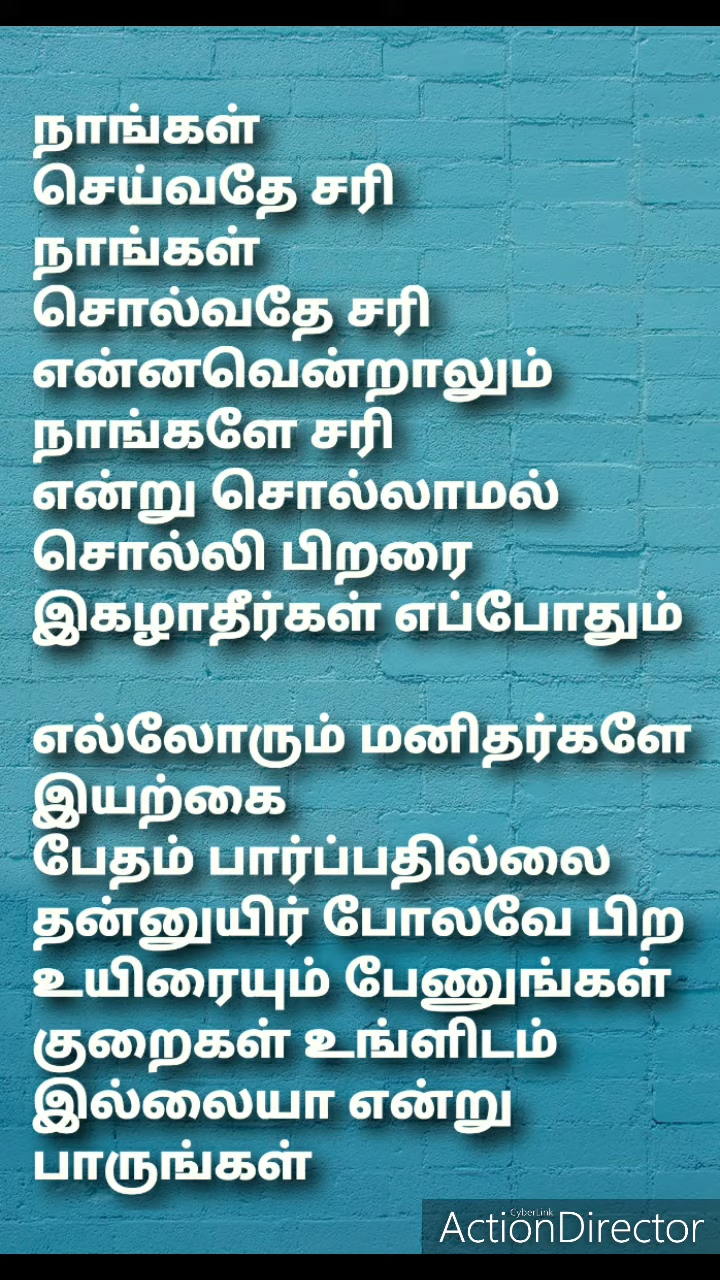 நாங்கள்
செய்வதே சரி
நாங்கள்
சொல்வதே சரி
என்னவென்றாலும்
நாங்களே சரி
என்று சொல்லாமல்
சொல்லி பிறரை
இகழாதீர்கள் எப்போதும்
எல்லோரும் மனிதர்களே
இயற்கை
பேதம் பார்ப்பதில்லை
தன்னுயிர் போலவே பிற
உயிரையும் பேணுங்கள்
குறைகள் உங்ளிடம்
இல்லையா என்று
பாருங்கள்
CyberLink
ActionDirector